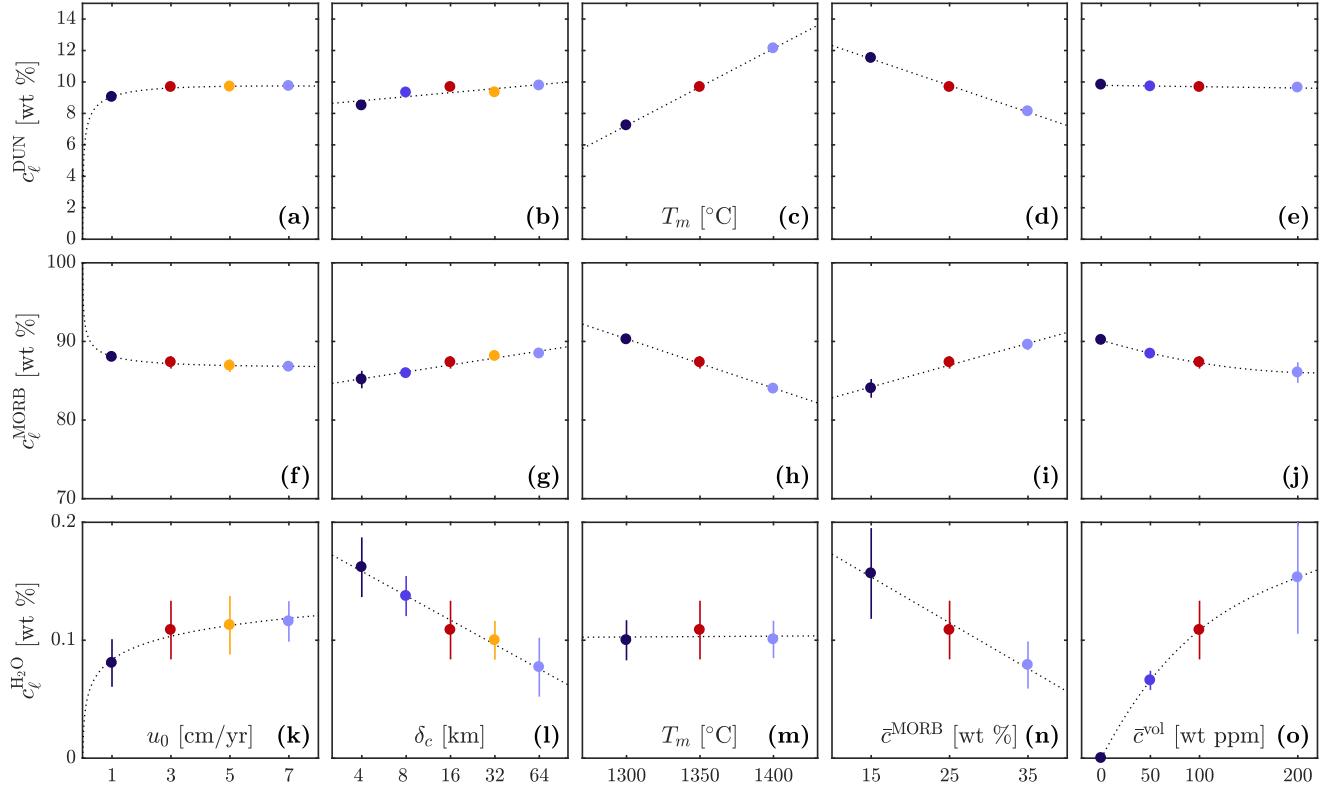 14
12
10
8
6
4
2
0
c_ℓ^DUN [wt %]
(a)
(b)
T_m [°C]
(c)
(d)
(e)
100
90
80
70
c_ℓ^MORB [wt %]
(f)
(g)
(h)
(i)
(j)
0.2
0.1
0
c_ℓ^H₂O [wt %]
u₀ [cm/yr] (k)
δ_c [km] (l)
T_m [°C] (m)
c̄^MORB [wt %] (n)
c̄^vol [wt ppm] (o)
1 3 5 7
4 8 16 32 64
1300 1350 1400
15 25 35
0 50 100 200